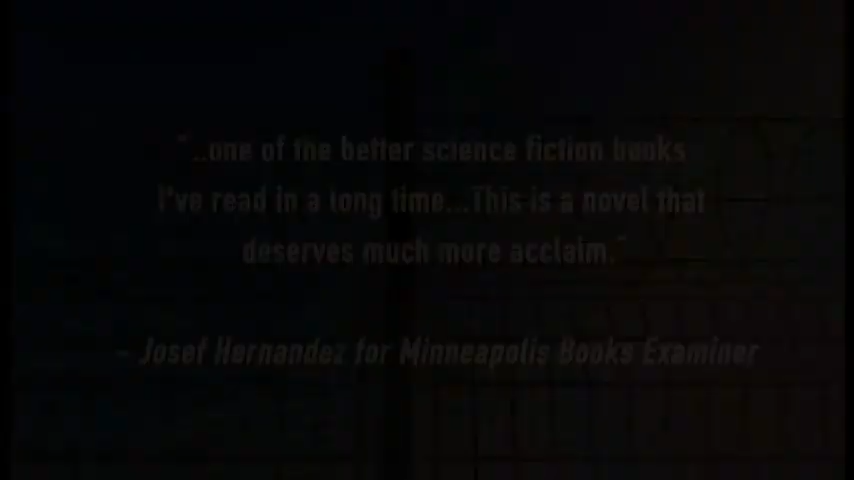 "...one of the better science fiction books
I've read in a long time...This is a novel that
deserves much more acclaim."
- Josef Hernandez for Minneapolis Books Examiner